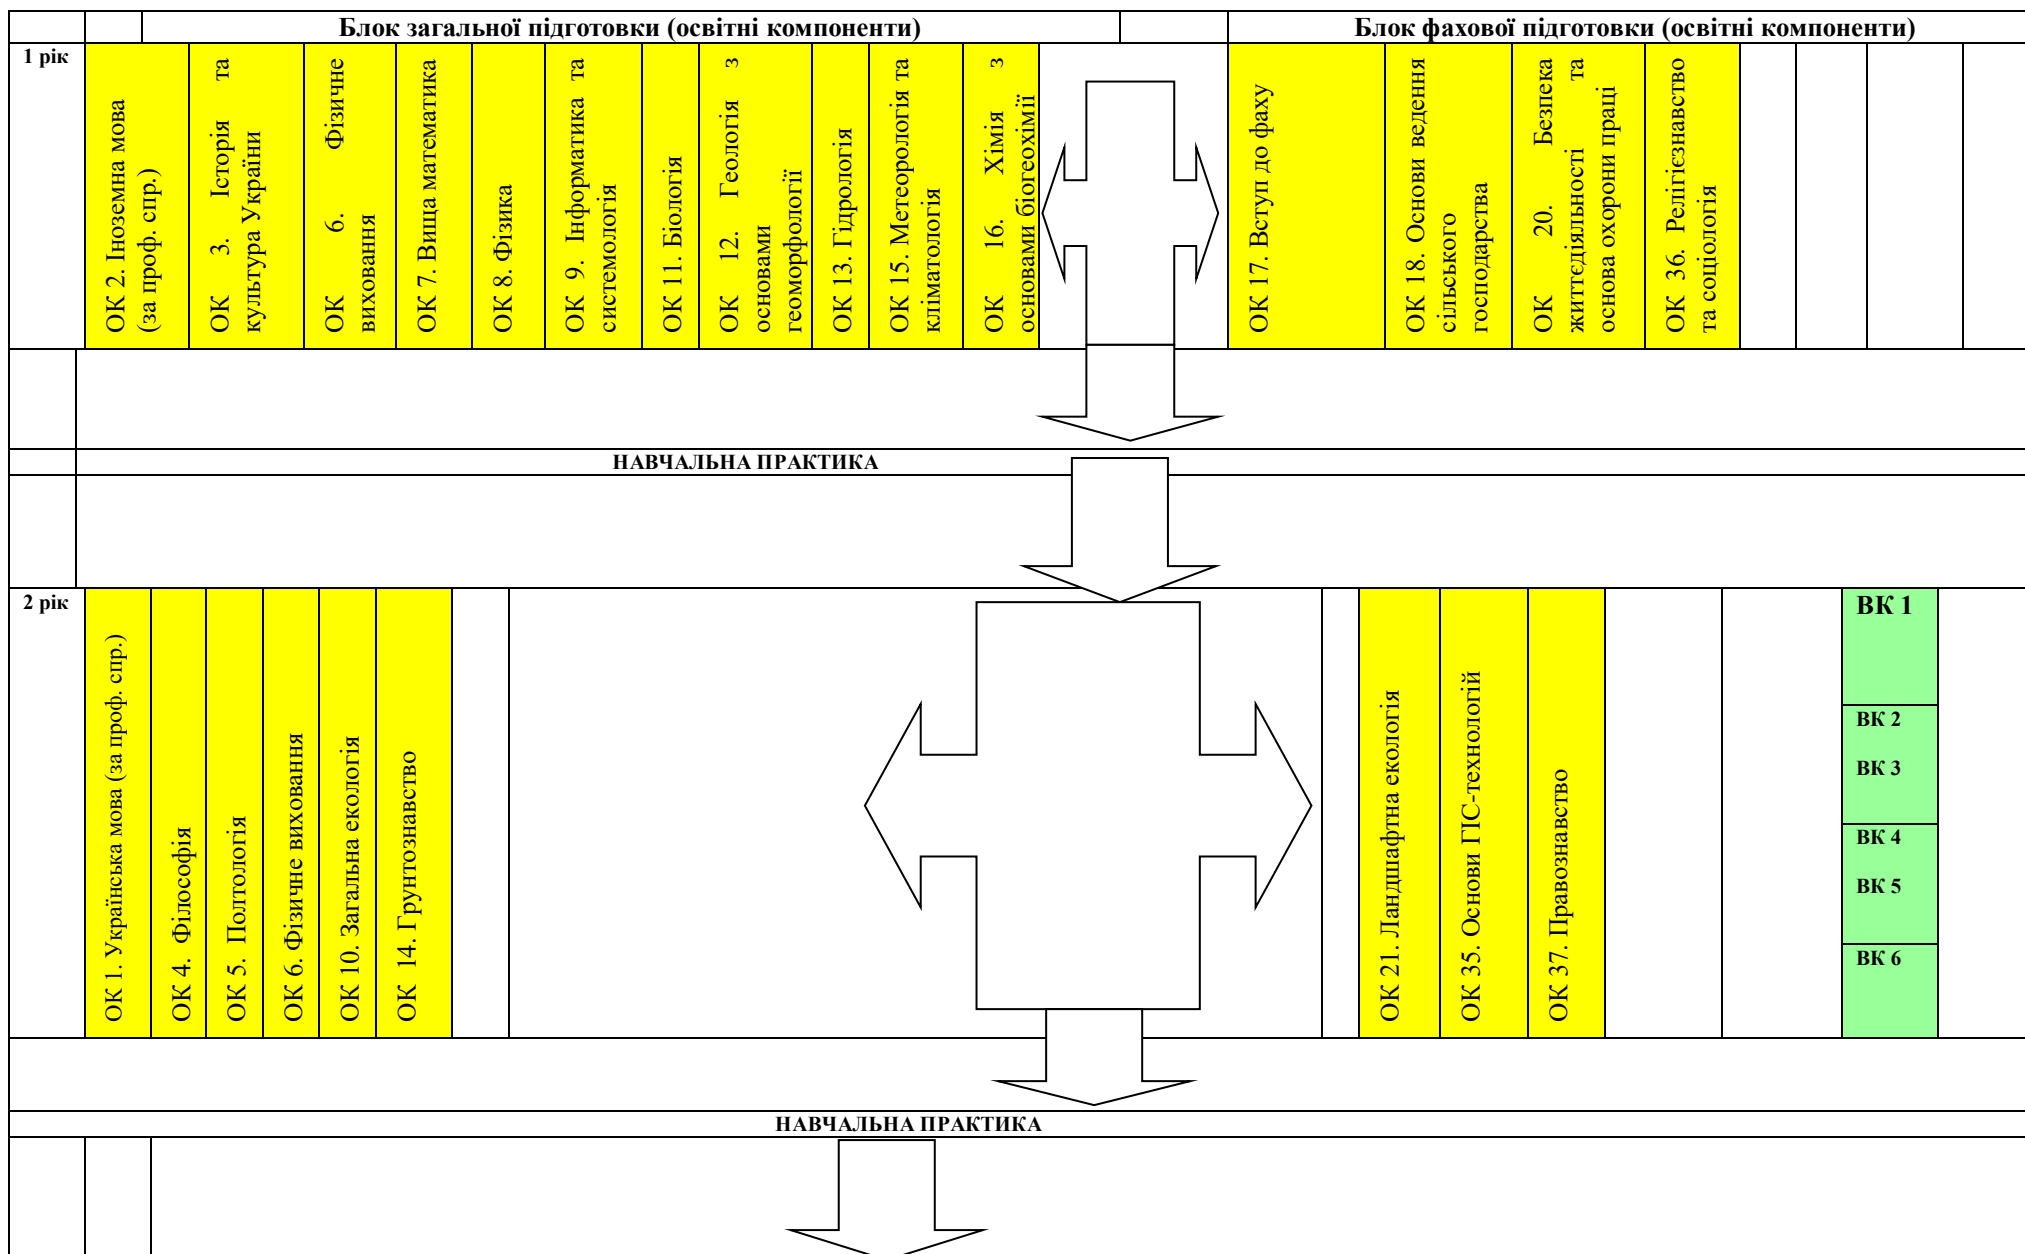 Блок загальної підготовки (освітні компоненти)
Блок фахової підготовки (освітні компоненти)
1 рік
ОК 2. Іноземна мова
(за проф. спр.)
ОК 3. Історія та
культура України
ОК 6. Фізичне
виховання
ОК 7. Вища математика
ОК 8. Фізика
ОК 9. Інформатика та
системологія
ОК 11. Біологія
ОК 12. Геологія з
основами
геоморфології
ОК 13. Гідрологія
ОК 15. Метеорологія та
кліматологія
ОК 16. Хімія з
основами біогеохімії
ОК 17. Вступ до фаху
ОК 18. Основи ведення
сільського
господарства
ОК 20. Безпека
життєдіяльності та
основа охорони праці
ОК 36. Релігієзнавство
та соціологія
НАВЧАЛЬНА ПРАКТИКА
2 рік
ОК 1. Українська мова (за проф. спр.)
ОК 4. Філософія
ОК 5. Полтологія
ОК 6. Фізичне виховання
ОК 10. Загальна екологія
ОК 14. Грунтознавство
ОК 21. Ландшафтна екологія
ОК 35. Основи ГІС-технологій
ОК 37. Правознавство
ВК 1
ВК 2
ВК 3
ВК 4
ВК 5
ВК 6
НАВЧАЛЬНА ПРАКТИКА